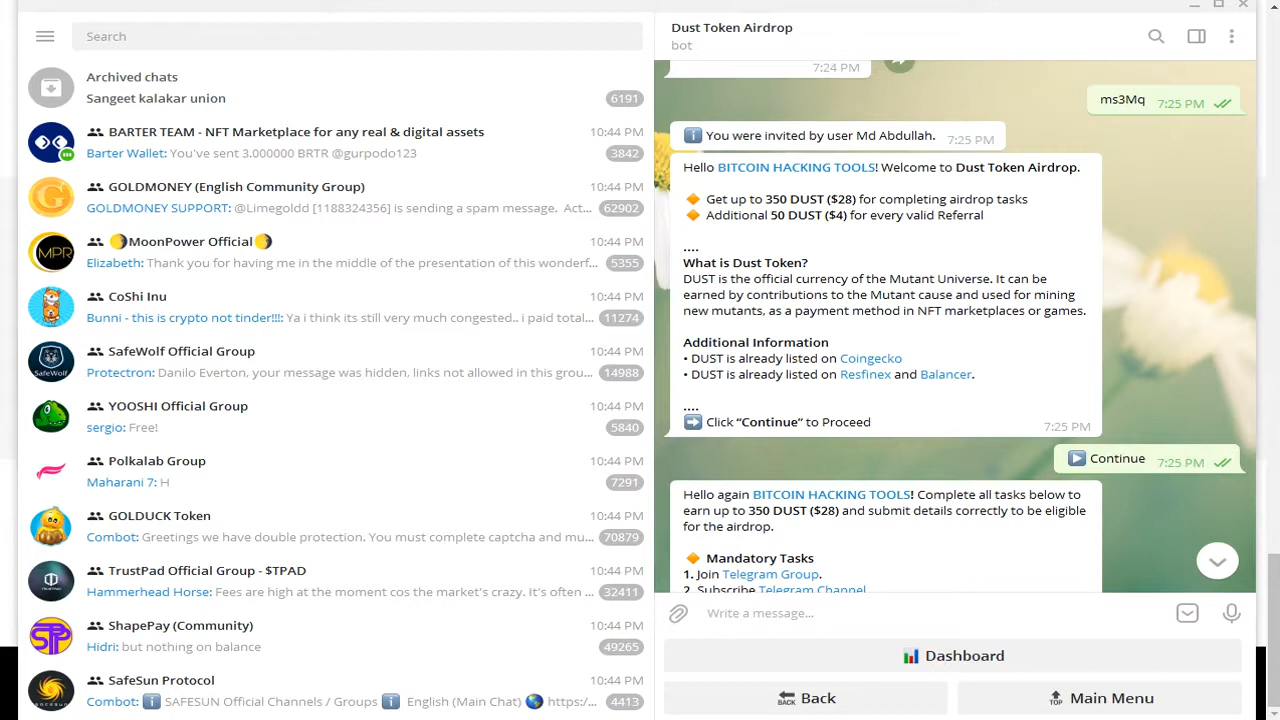 Search
Archived chats
Sangeet kalakar union
6191
BARTER TEAM - NFT Marketplace for any real & digital assets
10:44 PM
Barter Wallet: You've sent 3.000000 BRTR @gurpodo123
3842
GOLDMONEY (English Community Group)
10:44 PM
GOLDMONEY SUPPORT: @Limegoldd [1188324356] is sending a spam message. Act...
62902
MPR
🌖MoonPower Official🌖
10:44 PM
Elizabeth: Thank you for having me in the middle of the presentation of this wonderf...
5355
CoShi Inu
10:44 PM
Bunni - this is crypto not tinder!!!: Ya i think its still very much congested.. i paid total...
11274
SafeWolf
SafeWolf Official Group
10:44 PM
Protectron: Danilo Everton, your message was hidden, links not allowed in this grou...
14988
YOOSHI Official Group
10:44 PM
sergio: Free!
5840
Polkalab Group
10:44 PM
Maharani 7: H
7291
GOLDUCK Token
10:44 PM
Combot: Greetings we have double protection. You must complete captcha and mu...
70879
TrustPad Official Group - $TPAD
10:44 PM
Hammerhead Horse: Fees are high at the moment cos the market's crazy. It's often ...
32411
ShapePay (Community)
10:44 PM
Hidri: but nothing on balance
49265
SafeSun Protocol
10:44 PM
Combot: ℹ️ SAFESUN Official Channels / Groups ℹ️ English (Main Chat) 🌎 https:/...
4413
Dust Token Airdrop
bot
7:24 PM
ms3Mq 7:25 PM
ℹ️ You were invited by user Md Abdullah. 7:25 PM
Hello BITCOIN HACKING TOOLS! Welcome to Dust Token Airdrop.
🔶 Get up to 350 DUST ($28) for completing airdrop tasks
🔶 Additional 50 DUST ($4) for every valid Referral
....
What is Dust Token?
DUST is the official currency of the Mutant Universe. It can be
earned by contributions to the Mutant cause and used for mining
new mutants, as a payment method in NFT marketplaces or games.
Additional Information
• DUST is already listed on Coingecko
• DUST is already listed on Resfinex and Balancer.
....
➡️ Click “Continue” to Proceed
7:25 PM
▶️ Continue 7:25 PM
Hello again BITCOIN HACKING TOOLS! Complete all tasks below to
earn up to 350 DUST ($28) and submit details correctly to be eligible
for the airdrop.
🔶 Mandatory Tasks
1. Join Telegram Group.
2. Subscribe Telegram Channel
Write a message...
📊 Dashboard
🔙 Back
🔝 Main Menu